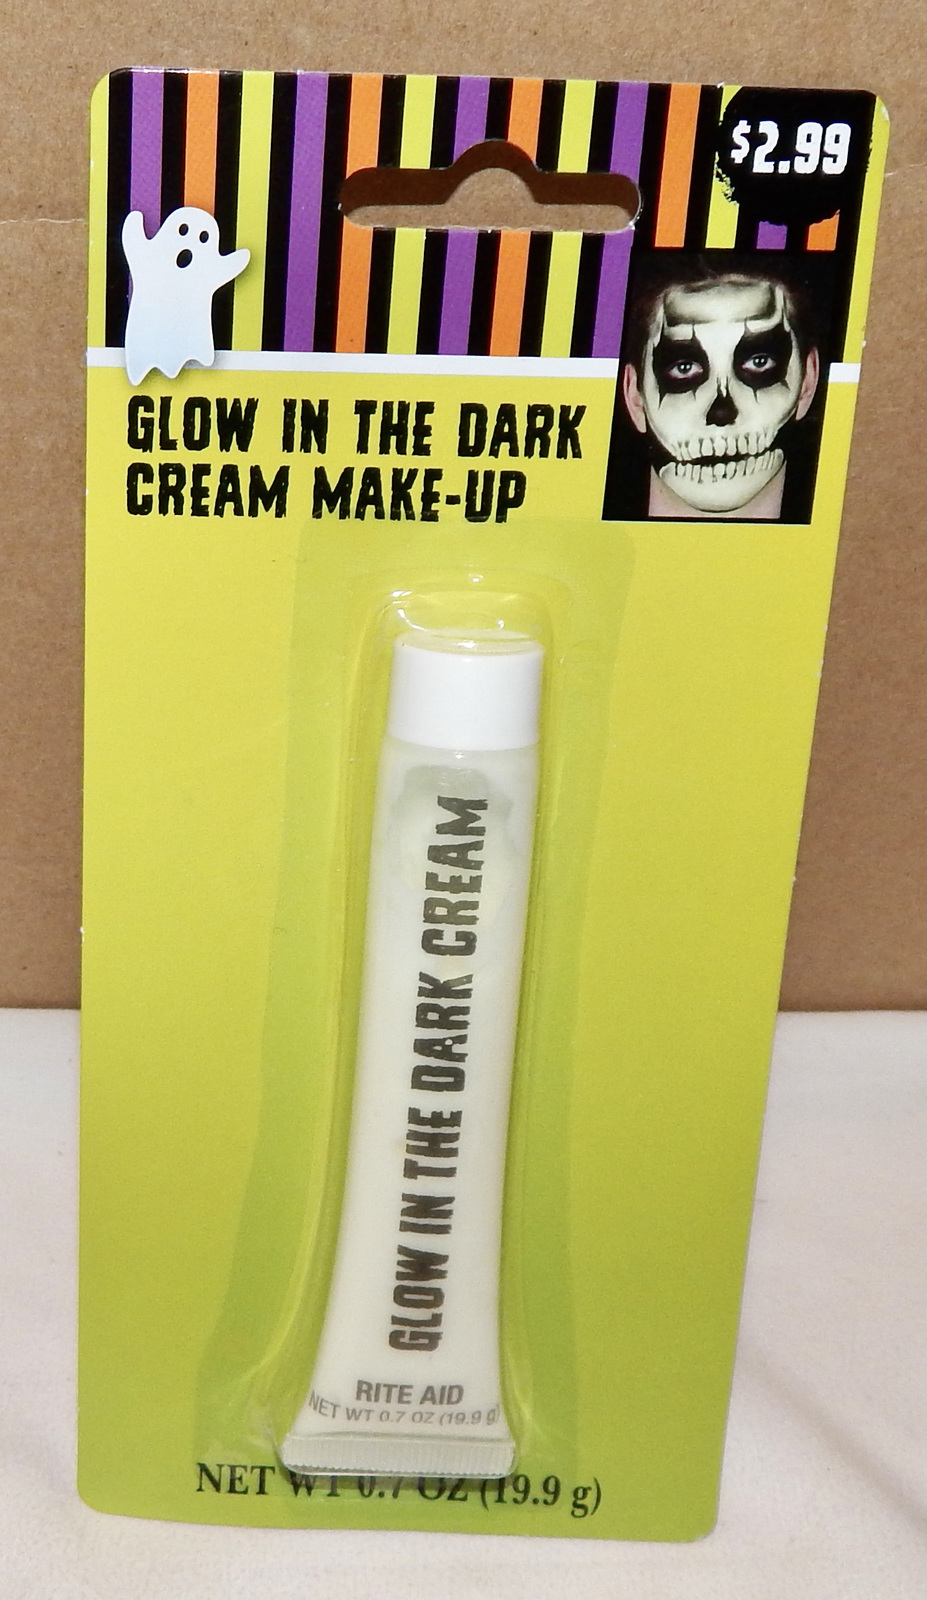 $2.99
GLOW IN THE DARK
CREAM MAKE-UP
GLOW IN THE DARK CREAM
RITE AID
NET WT 0.7 OZ (19.9 g)
NET WT 0.7 OZ (19.9 g)